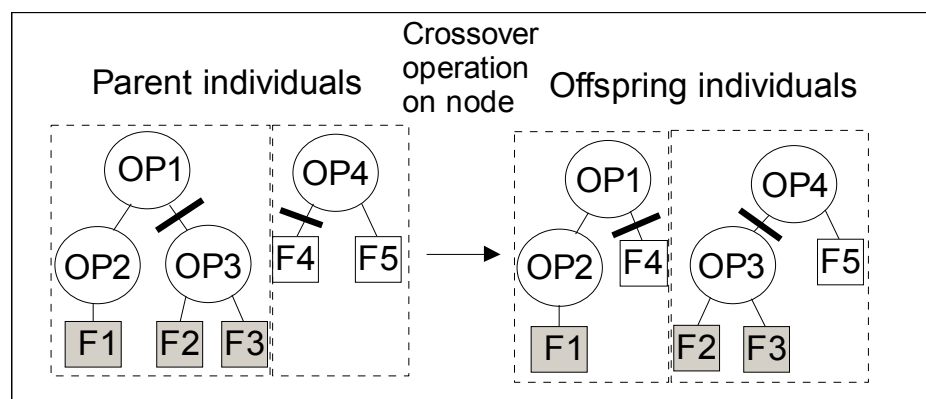 Crossover
operation
on node
Parent individuals
Offspring individuals
OP1
OP4
OP2
OP3
F4
F5
F1
F2
F3
OP1
OP4
OP2
F4
OP3
F5
F1
F2
F3